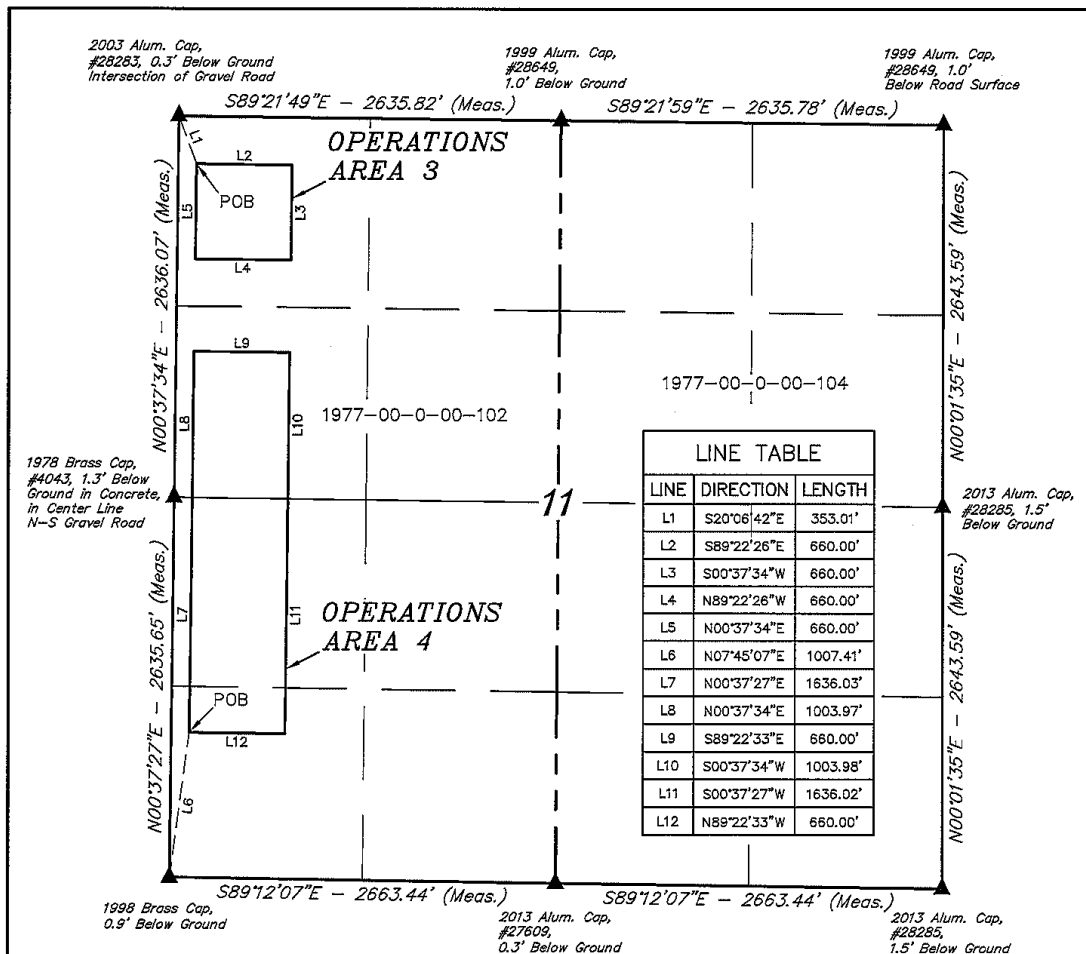 2003 Alum. Cap,
#28283, 0.3' Below Ground
Intersection of Gravel Road
1999 Alum. Cap,
#28649,
1.0' Below Ground
1999 Alum. Cap,
#28649, 1.0'
Below Road Surface
S89°21'49"E - 2635.82' (Meas.)
S89°21'59"E - 2635.78' (Meas.)
L1
L2
OPERATIONS
AREA 3
POB
L5
L3
L4
N00°37'34"E - 2636.07' (Meas.)
N00°01'35"E - 2643.59' (Meas.)
L9
1977-00-0-00-104
1977-00-0-00-102
L8
L10
1978 Brass Cap,
#4043, 1.3' Below
Ground in Concrete,
in Center Line
N-S Gravel Road
11
2013 Alum. Cap,
#28285, 1.5'
Below Ground
LINE TABLE
LINE DIRECTION LENGTH
L1 S20°06'42"E 353.01'
L2 S89°22'26"E 660.00'
L3 S00°37'34"W 660.00'
L4 N89°22'26"W 660.00'
L5 N00°37'34"E 660.00'
L6 N07°45'07"E 1007.41'
L7 N00°37'27"E 1636.03'
L8 N00°37'34"E 1003.97'
L9 S89°22'33"E 660.00'
L10 S00°37'34"W 1003.98'
L11 S00°37'27"W 1636.02'
L12 N89°22'33"W 660.00'
L7
L11
OPERATIONS
AREA 4
N00°37'27"E - 2635.65' (Meas.)
N00°01'35"E - 2643.59' (Meas.)
POB
L12
L6
S89°12'07"E - 2663.44' (Meas.)
S89°12'07"E - 2663.44' (Meas.)
1998 Brass Cap,
0.9' Below Ground
2013 Alum. Cap,
#27609,
0.3' Below Ground
2013 Alum. Cap,
#28285,
1.5' Below Ground